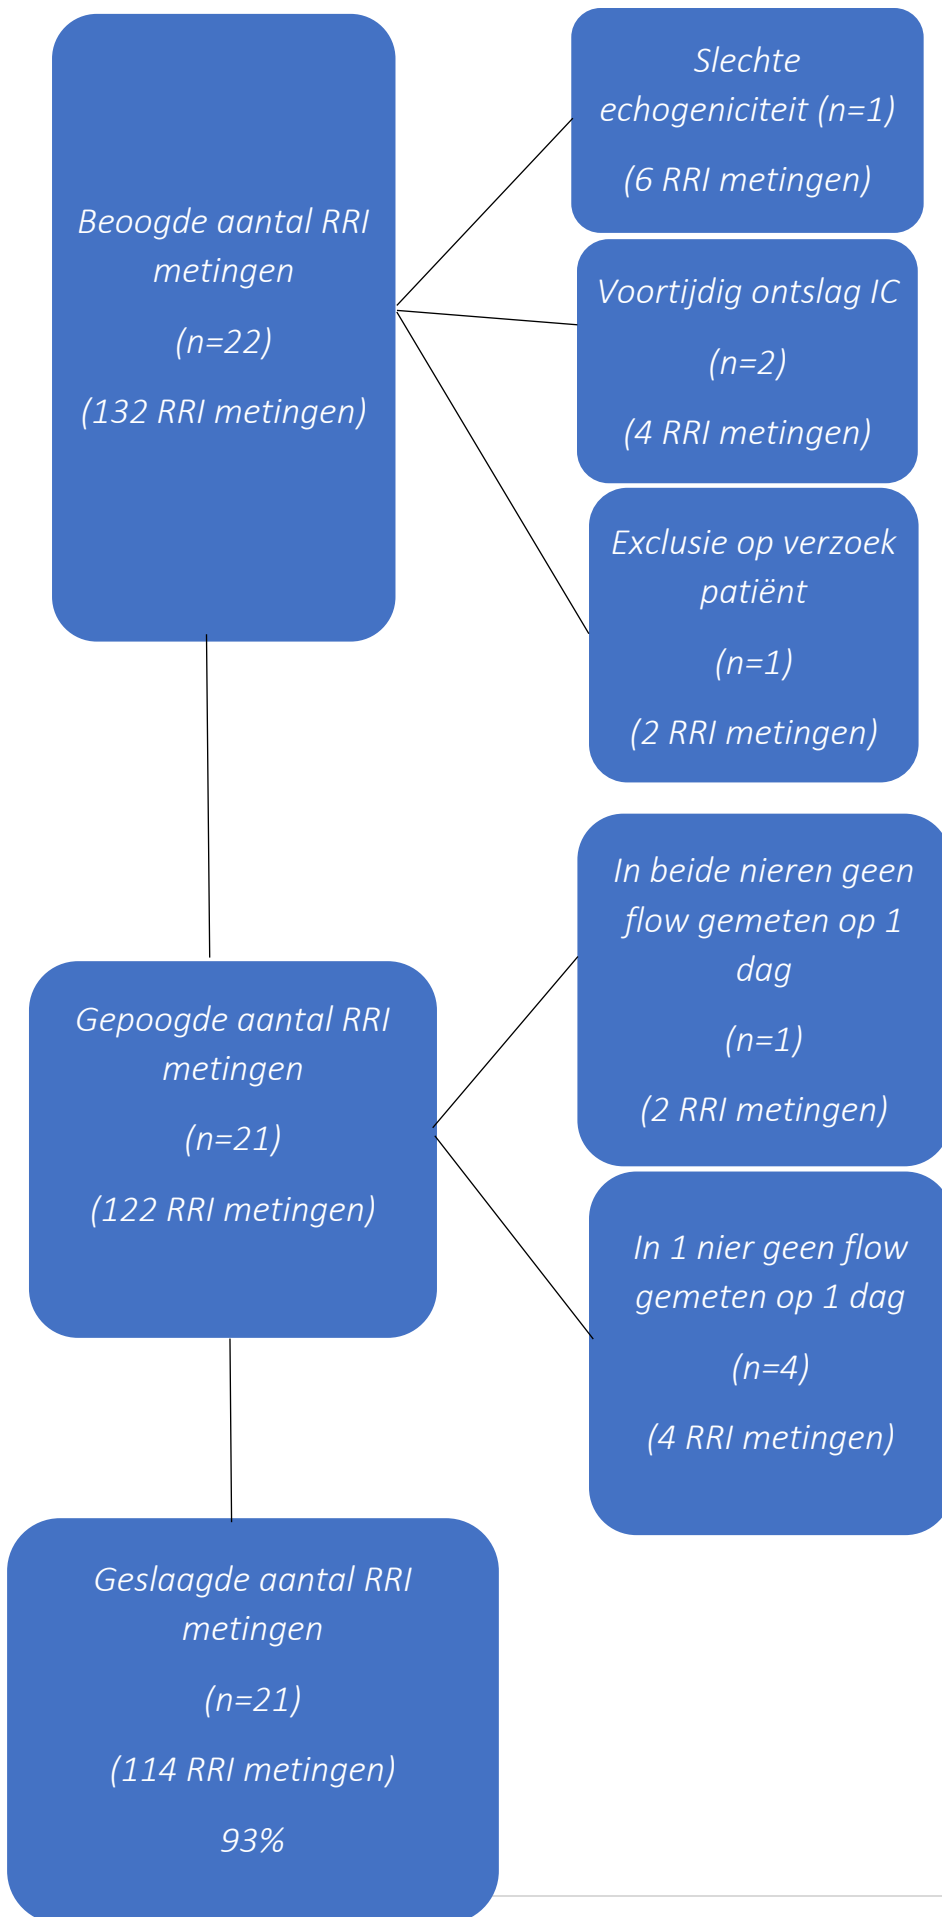 Beoogde aantal RRI
metingen
(n=22)
(132 RRI metingen)
Slechte
echogeniciteit (n=1)
(6 RRI metingen)
Voortijdig ontslag IC
(n=2)
(4 RRI metingen)
Exclusie op verzoek
patiënt
(n=1)
(2 RRI metingen)
Gepoogde aantal RRI
metingen
(n=21)
(122 RRI metingen)
In beide nieren geen
flow gemeten op 1
dag
(n=1)
(2 RRI metingen)
In 1 nier geen flow
gemeten op 1 dag
(n=4)
(4 RRI metingen)
Geslaagde aantal RRI
metingen
(n=21)
(114 RRI metingen)
93%